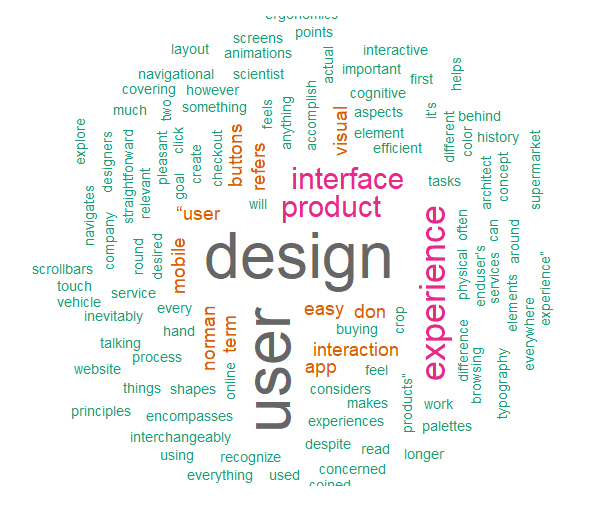 ergonomics
points
screens
layout
animations
actual
interactive
navigational
scientist
important
first
helps
covering
however
cognitive
much
two
something
feels
anything
accomplish
visual
aspects
it's
behind
explore
designers
straightforward
pleasant
click
create
checkout
buttons
refers
element
efficient
different
color
history
supermarket
relevant
goal
interface
tasks
architect
concept
navigates
company
“user
will
product
experience
physical
often
enduser's
services
can
around
round
desired
mobile
design
scrollbars
touch
vehicle
service
elements
everywhere
experience"
inevitably
every
norman
term
user
easy
don
crop
buying
talking
hand
process
interaction
difference
browsing
typography
website
online
app
feel
things
shapes
considers
products"
principles
encompasses
makes
work
experiences
palettes
interchangeably
despite
read
longer
using
recognize
concerned
everything
used
coined